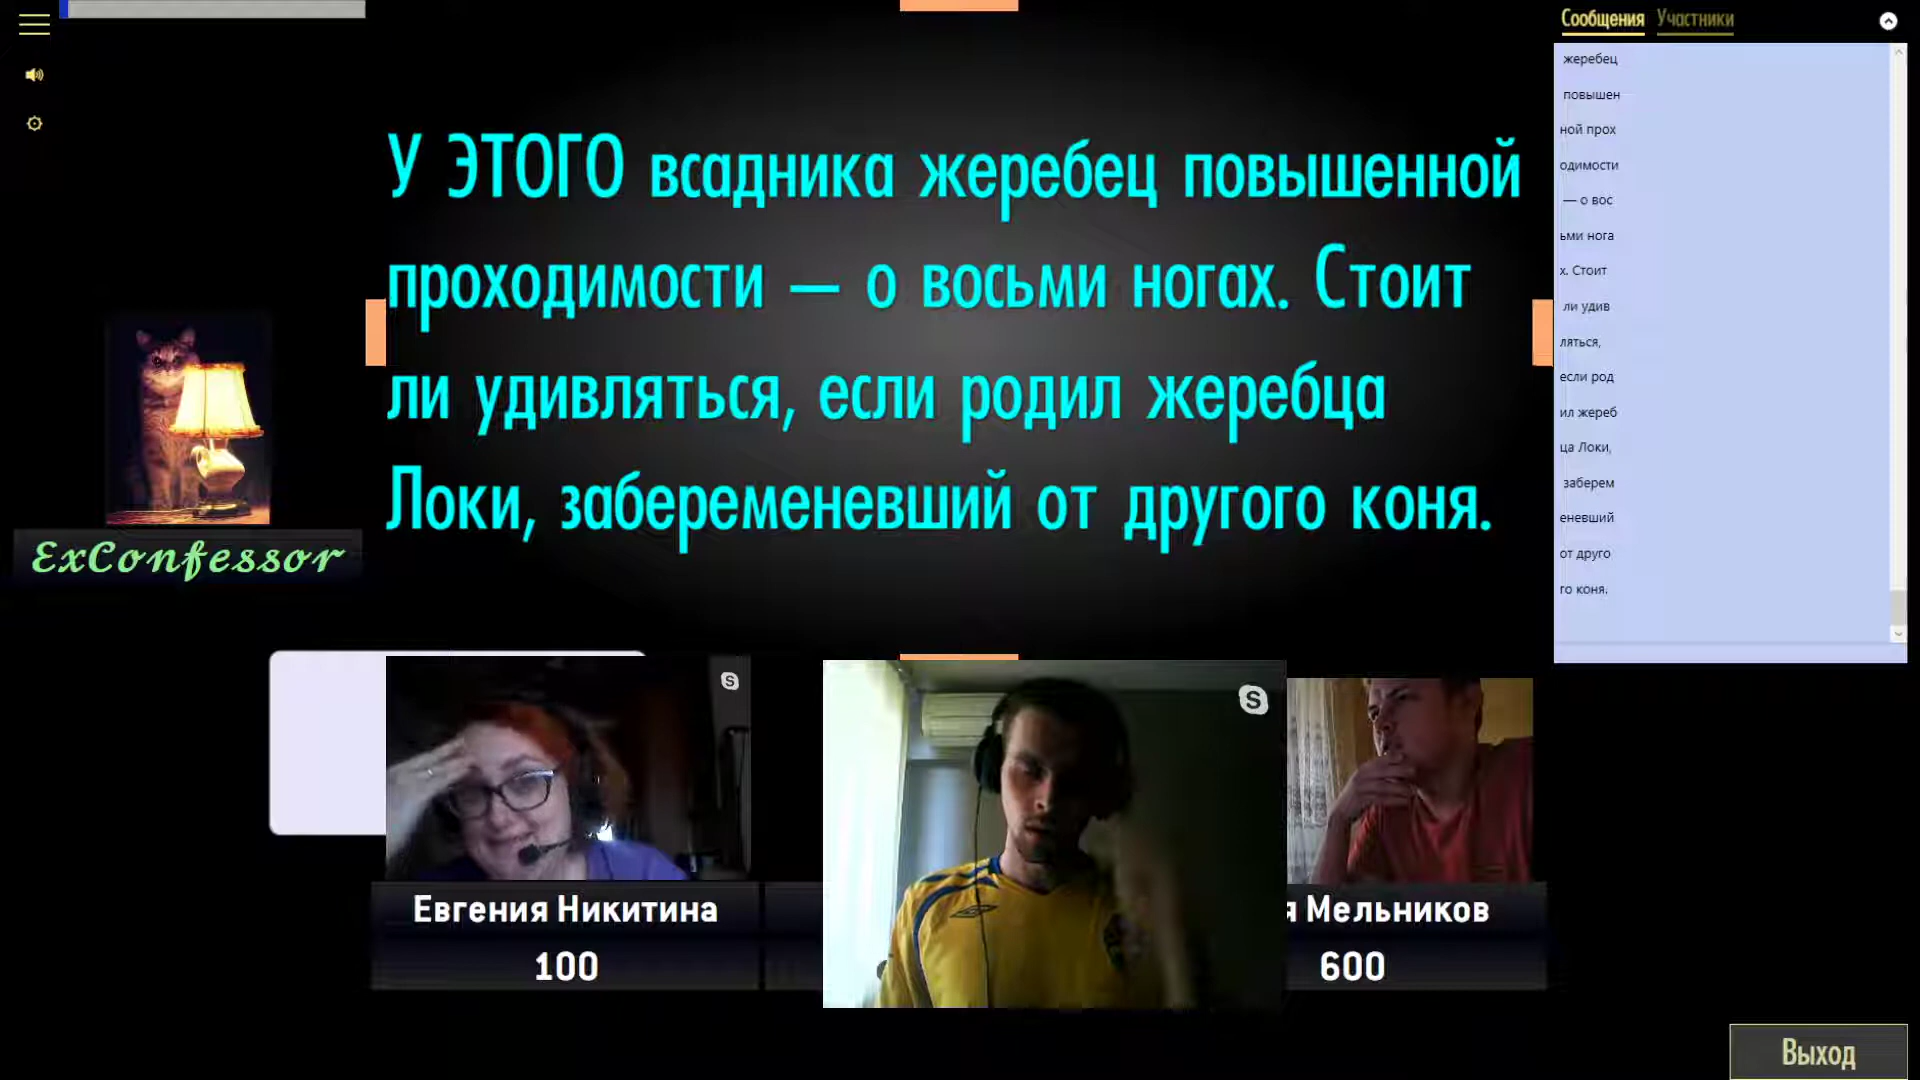 Сообщения Участники
У ЭТОГО всадника жеребец повышенной
проходимости — о восьми ногах. Стоит
ли удивляться, если родил жеребца
Локи, забеременевший от другого коня.
жеребец
повышен
ной прох
одимости
— о вос
ьми нога
х. Стоит
ли удив
ляться,
если род
ил жереб
ца Локи,
заберем
еневший
от друго
го коня.
ExConfessor
S
S
Евгения Никитина
100
я Мельников
600
Выход